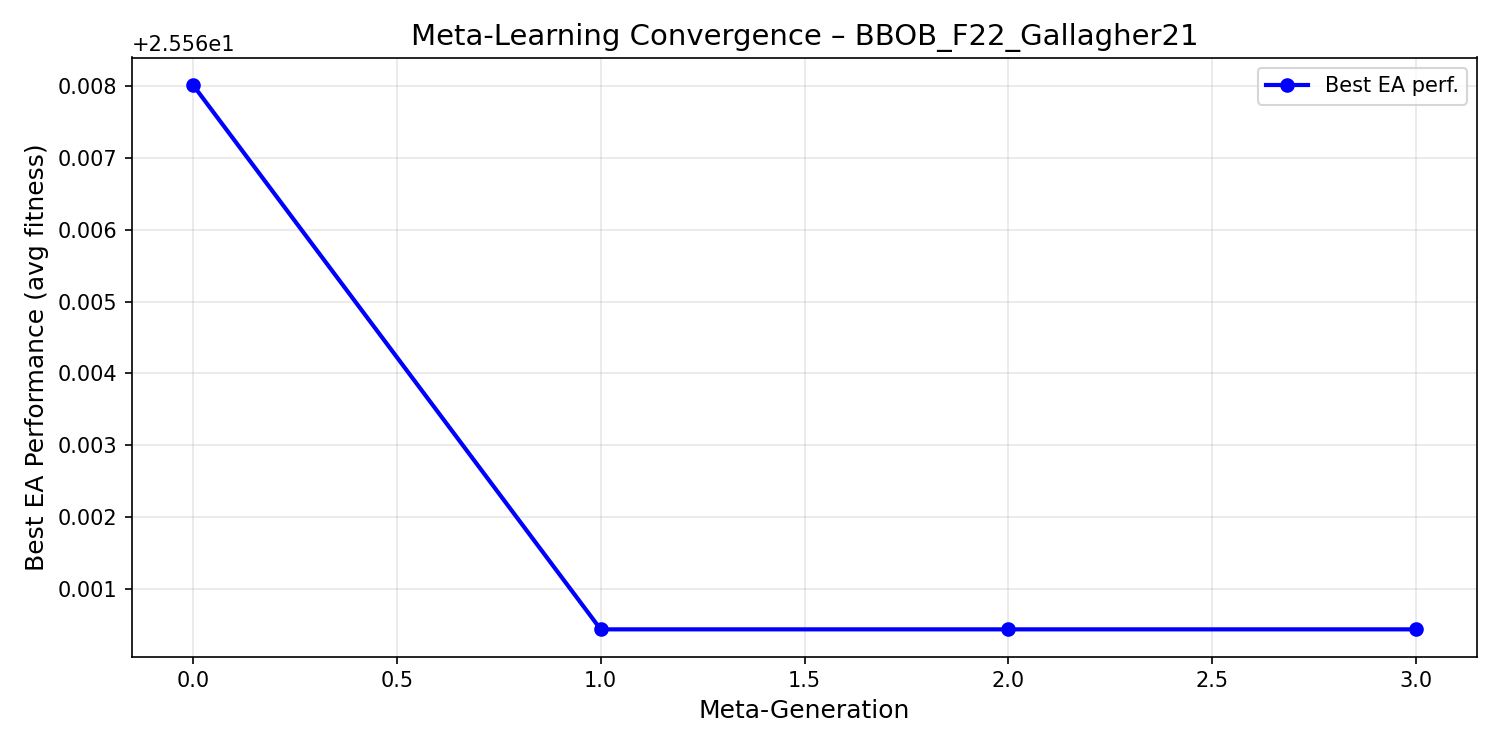 Meta-Learning Convergence – BBOB_F22_Gallagher21
+2.556e1
Best EA perf.
Best EA Performance (avg fitness)
0.008
0.007
0.006
0.005
0.004
0.003
0.002
0.001
0.0 0.5 1.0 1.5 2.0 2.5 3.0
Meta-Generation